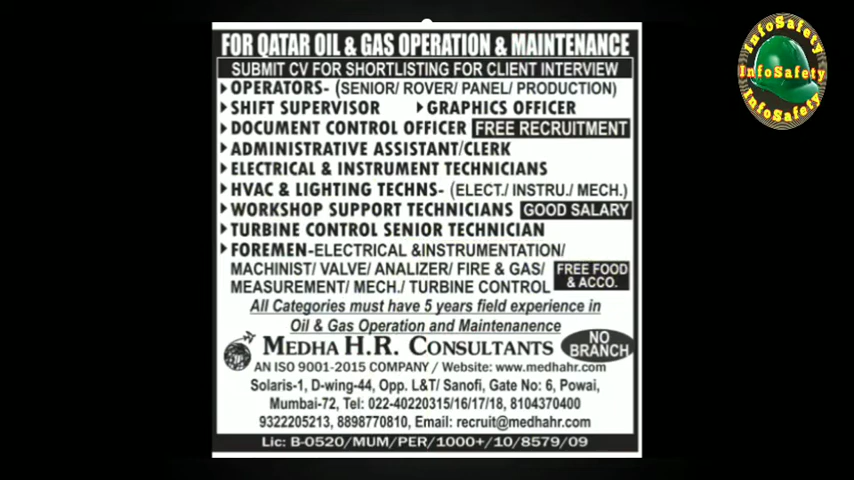 FOR QATAR OIL & GAS OPERATION & MAINTENANCE
SUBMIT CV FOR SHORTLISTING FOR CLIENT INTERVIEW
OPERATORS- (SENIOR/ ROVER/ PANEL/ PRODUCTION)
SHIFT SUPERVISOR GRAPHICS OFFICER
DOCUMENT CONTROL OFFICER FREE RECRUITMENT
ADMINISTRATIVE ASSISTANT/CLERK
ELECTRICAL & INSTRUMENT TECHNICIANS
HVAC & LIGHTING TECHNS- (ELECT./ INSTRU./ MECH.)
WORKSHOP SUPPORT TECHNICIANS GOOD SALARY
TURBINE CONTROL SENIOR TECHNICIAN
FOREMEN-ELECTRICAL &INSTRUMENTATION/
MACHINIST/ VALVE/ ANALIZER/ FIRE & GAS/
MEASUREMENT/ MECH./ TURBINE CONTROL
FREE FOOD
& ACCO.
All Categories must have 5 years field experience in
Oil & Gas Operation and Maintenanence
MEDHA H.R. CONSULTANTS
NO
BRANCH
AN ISO 9001-2015 COMPANY / Website: www.medhahr.com
Solaris-1, D-wing-44, Opp. L&T/ Sanofi, Gate No: 6, Powai,
Mumbai-72, Tel: 022-40220315/16/17/18, 8104370400
9322205213, 8898770810, Email: recruit@medhahr.com
Lic: B-0520/MUM/PER/1000+/10/8579/09
InfoSafety
InfoSafety
InfoSafety